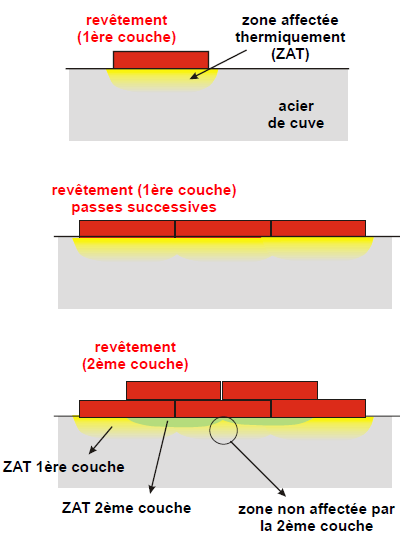 revêtement
(1ère couche)
zone affectée
thermiquement
(ZAT)
acier
de cuve
revêtement (1ère couche)
passes successives
revêtement
(2ème couche)
ZAT 1ère couche
ZAT 2ème couche
zone non affectée par
la 2ème couche